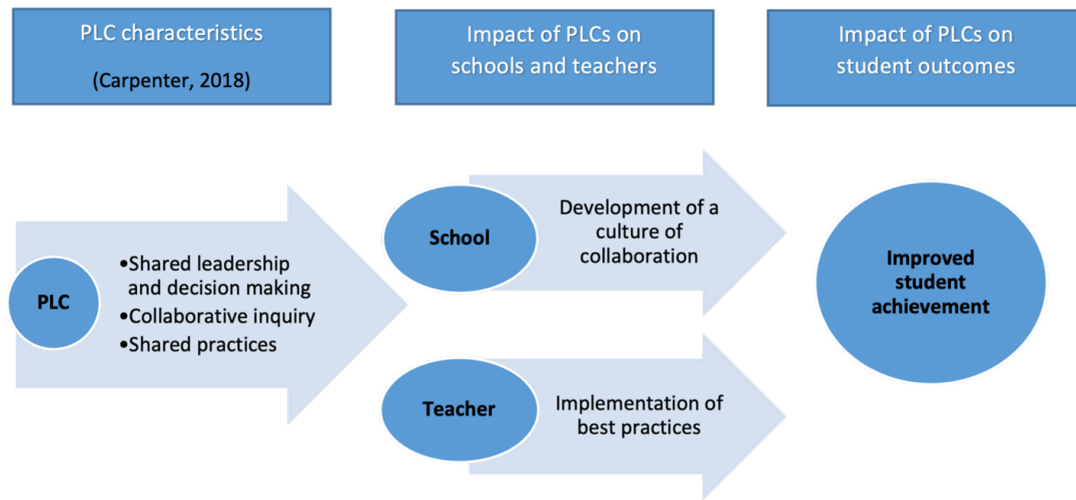 PLC characteristics
(Carpenter, 2018)
Impact of PLCs on
schools and teachers
Impact of PLCs on
student outcomes
PLC
•Shared leadership
and decision making
•Collaborative inquiry
•Shared practices
School
Development of a
culture of
collaboration
Teacher
Implementation of
best practices
Improved
student
achievement